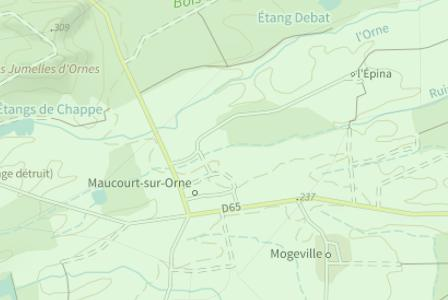 Bois
Étang Debat
309
l'Orne
s Jumelles d'Ornes
l'Épina
Étangs de Chappe
Rui
ge détruit)
Maucourt-sur-Orne
D65
237
Mogeville